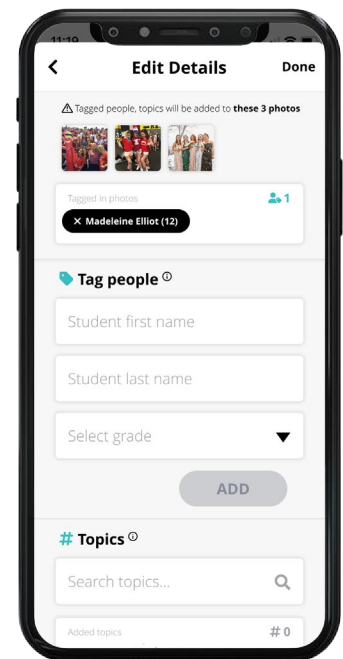 11:19
Edit Details
Done
Tagged people, topics will be added to these 3 photos
Tagged in photos
1
× Madeleine Elliot (12)
Tag people
Student first name
Student last name
Select grade
ADD
# Topics
Search topics...
Added topics
# 0